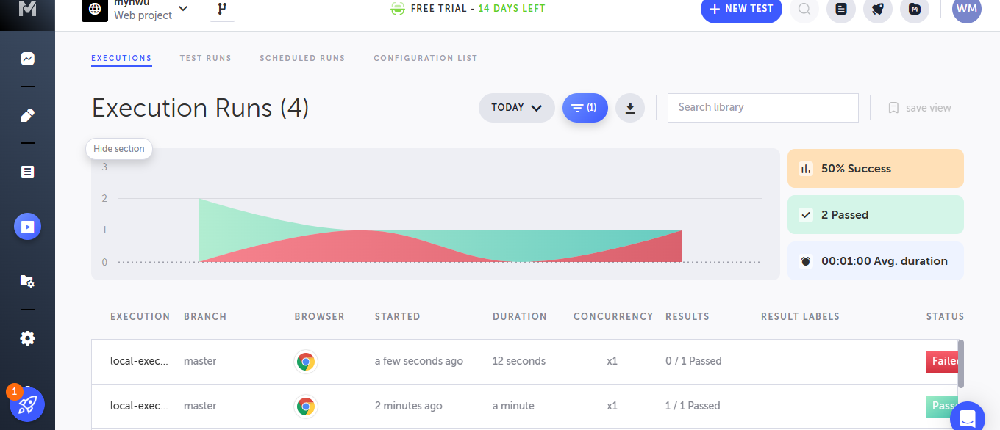 mynwu
Web project
FREE TRIAL - 14 DAYS LEFT
NEW TEST
WM
EXECUTIONS TEST RUNS SCHEDULED RUNS CONFIGURATION LIST
Execution Runs (4)
TODAY
(1)
Search library
save view
Hide section
3
2
1
0
50% Success
2 Passed
00:01:00 Avg. duration
EXECUTION BRANCH BROWSER STARTED DURATION CONCURRENCY RESULTS RESULT LABELS STATUS
local-exec... master a few seconds ago 12 seconds x1 0 / 1 Passed Failed
local-exec... master 2 minutes ago a minute x1 1 / 1 Passed Pass
1